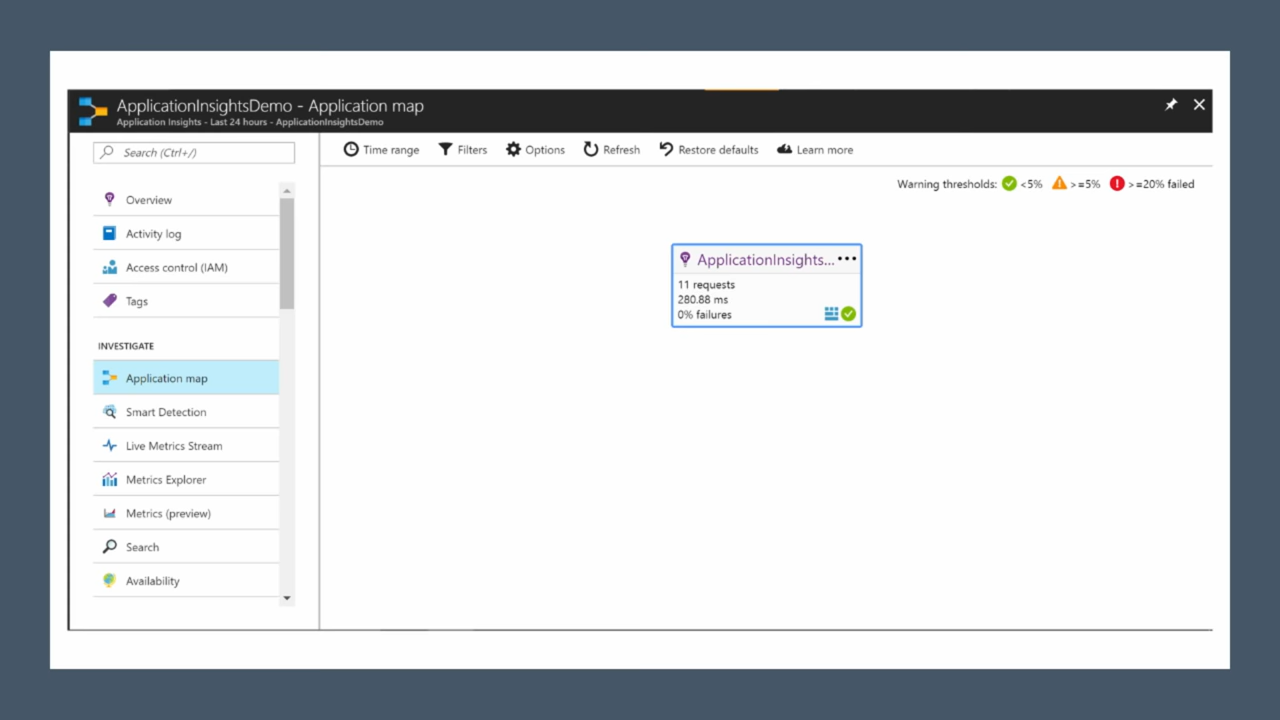 ApplicationInsightsDemo - Application map
Application Insights - Last 24 hours - ApplicationInsightsDemo
Search (Ctrl+/)
Overview
Activity log
Access control (IAM)
Tags
INVESTIGATE
Application map
Smart Detection
Live Metrics Stream
Metrics Explorer
Metrics (preview)
Search
Availability
Time range Filters Options Refresh Restore defaults Learn more
Warning thresholds: <5% >=5% >=20% failed
ApplicationInsights...
11 requests
280.88 ms
0% failures